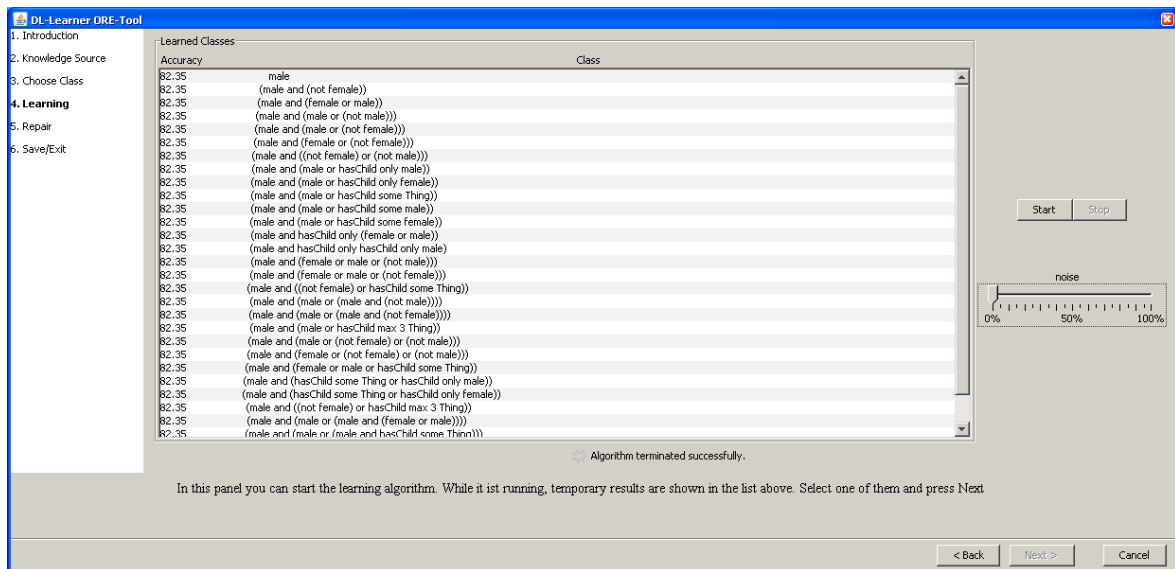 DL-Learner ORE-Tool
1. Introduction
2. Knowledge Source
3. Choose Class
4. Learning
5. Repair
6. Save/Exit
Learned Classes
Accuracy Class
82.35 male
82.35 (male and (not female))
82.35 (male and (female or male))
82.35 (male and (male or (not male)))
82.35 (male and (male or (not female)))
82.35 (male and (female or (not female)))
82.35 (male and ((not female) or (not male)))
82.35 (male and (male or hasChild only male))
82.35 (male and (male or hasChild only female))
82.35 (male and (male or hasChild some Thing))
82.35 (male and (male or hasChild some male))
82.35 (male and (male or hasChild some female))
82.35 (male and hasChild only (female or male))
82.35 (male and hasChild only hasChild only male)
82.35 (male and (female or male or (not male)))
82.35 (male and (female or male or (not female)))
82.35 (male and ((not female) or hasChild some Thing))
82.35 (male and (male or (male and (not male))))
82.35 (male and (male or (male and (not female))))
82.35 (male and (male or hasChild max 3 Thing))
82.35 (male and (male or (not female) or (not male)))
82.35 (male and (female or (not female) or (not male)))
82.35 (male and (female or male or hasChild some Thing))
82.35 (male and (hasChild some Thing or hasChild only male))
82.35 (male and (hasChild some Thing or hasChild only female))
82.35 (male and ((not female) or hasChild max 3 Thing))
82.35 (male and (male or (male and (female or male))))
82.35 (male and (male or (male and hasChild some Thing)))
Start Stop
noise
0% 50% 100%
Algorithm terminated successfully.
In this panel you can start the learning algorithm. While it ist running, temporary results are shown in the list above. Select one of them and press Next
< Back Next > Cancel